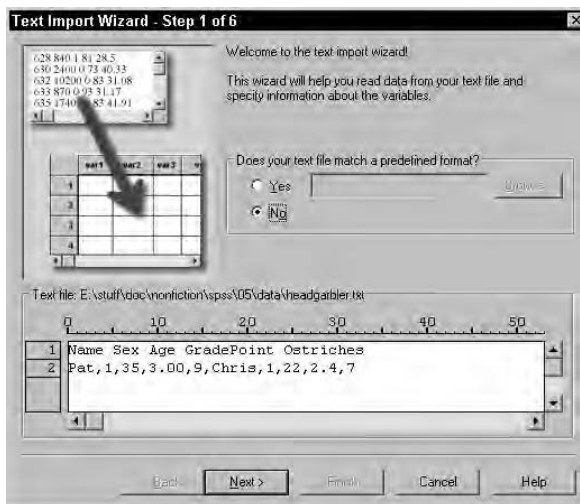 Text Import Wizard - Step 1 of 6
628 840 1 81 28.5
630 2400 0 73 40.33
632 10200 0 83 31.08
633 870 0 93 31.17
635 1740 83 41.91
Welcome to the text import wizard!
This wizard will help you read data from your text file and
specify information about the variables.
var1 var2 var3 v
1
2
3
4
Does your text file match a predefined format?
Yes
Browse
No
Text file: E:\stuff\doc\nonfiction\spss\05\data\headgarbler.txt
0 10 20 30 40 50
1 Name Sex Age GradePoint Ostriches
2 Pat,1,35,3.00,9,Chris,1,22,2.4,7
Back Next > Finish Cancel Help